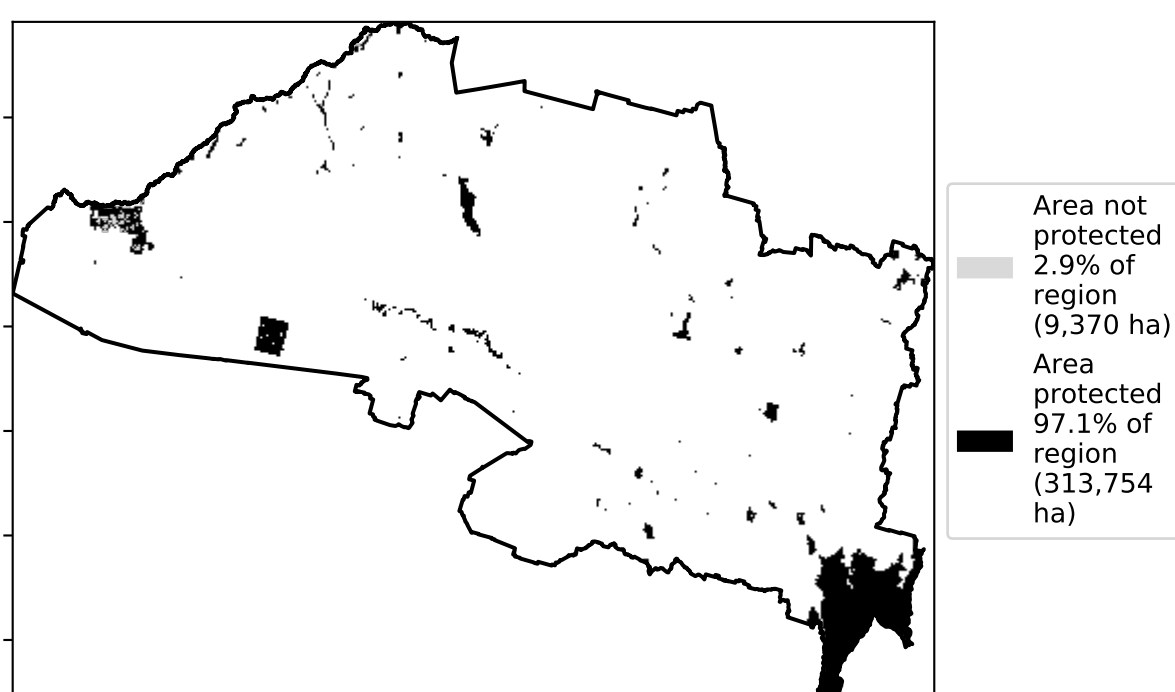 Area not
protected
2.9% of
region
(9,370 ha)
Area
protected
97.1% of
region
(313,754
ha)